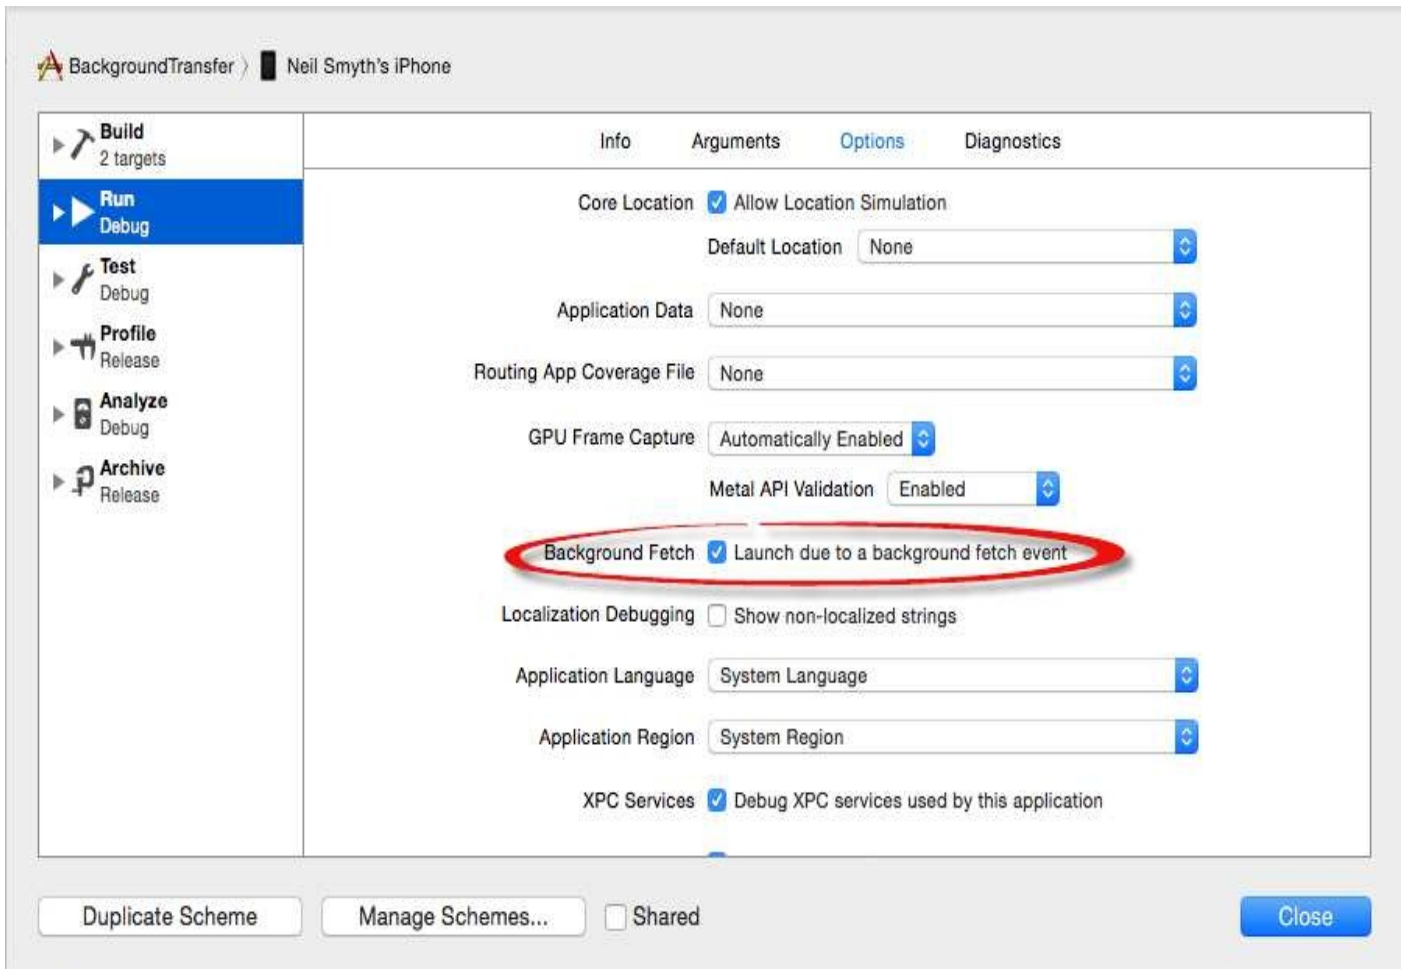 BackgroundTransfer 〉 Neil Smyth's iPhone
Build
2 targets
Run
Debug
Test
Debug
Profile
Release
Analyze
Debug
Archive
Release
Info Arguments Options Diagnostics
Core Location Allow Location Simulation
Default Location None
Application Data None
Routing App Coverage File None
GPU Frame Capture Automatically Enabled
Metal API Validation Enabled
Background Fetch Launch due to a background fetch event
Localization Debugging Show non-localized strings
Application Language System Language
Application Region System Region
XPC Services Debug XPC services used by this application
Duplicate Scheme Manage Schemes... Shared Close